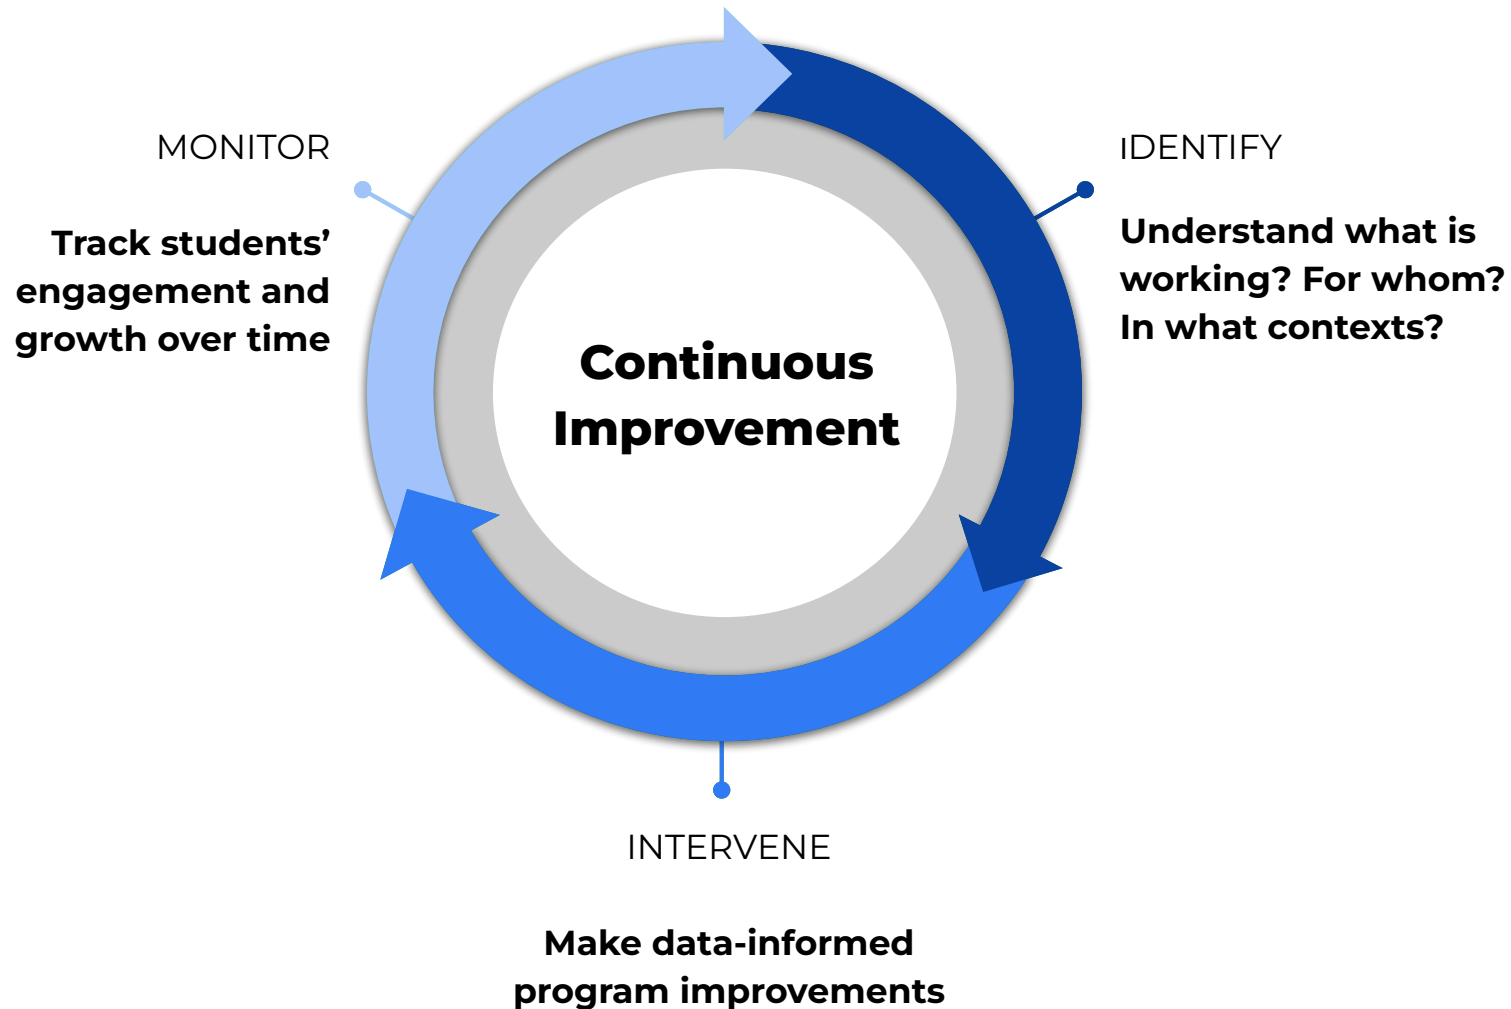 MONITOR
Track students’
engagement and
growth over time
IDENTIFY
Understand what is
working? For whom?
In what contexts?
Continuous
Improvement
INTERVENE
Make data-informed
program improvements